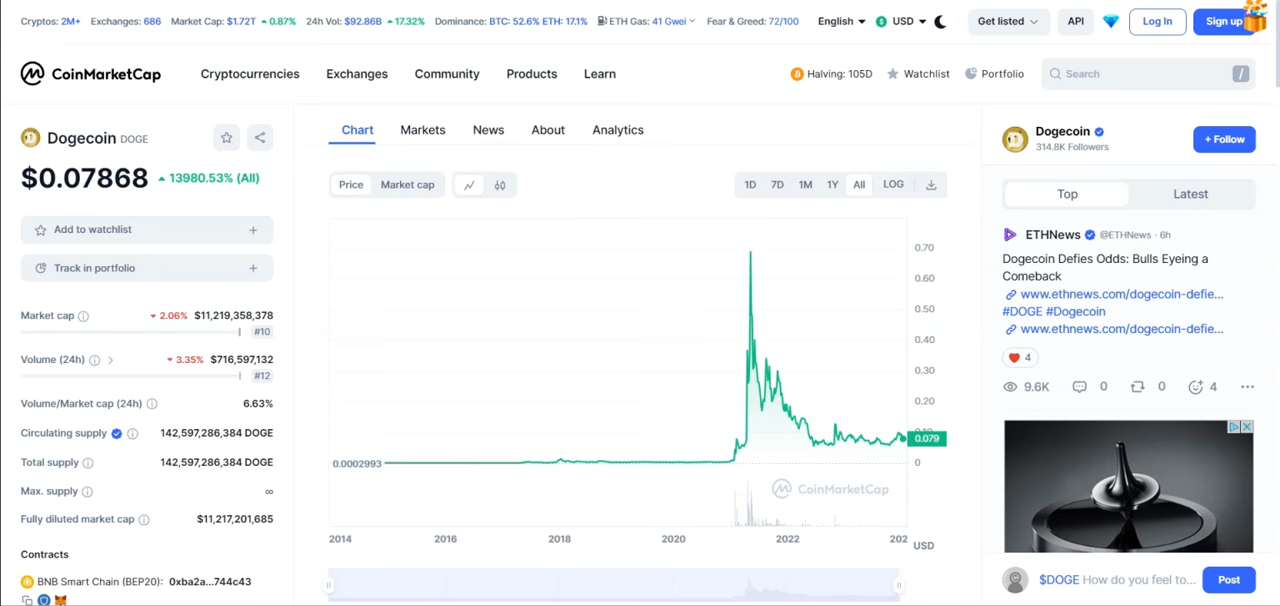 Cryptos: 2M+ Exchanges: 686 Market Cap: $1.72T 0.87% 24h Vol: $92.86B 17.32% Dominance: BTC: 52.6% ETH: 17.1% ETH Gas: 41 Gwei Fear & Greed: 72/100 English USD Get listed API Log In Sign up
CoinMarketCap Cryptocurrencies Exchanges Community Products Learn Halving: 105D Watchlist Portfolio Search /
Dogecoin DOGE
$0.07868 13980.53% (All)
Add to watchlist +
Track in portfolio +
Market cap 2.06% $11,219,358,378
#10
Volume (24h) 3.35% $716,597,132
#12
Volume/Market cap (24h) 6.63%
Circulating supply 142,597,286,384 DOGE
Total supply 142,597,286,384 DOGE
Max. supply ∞
Fully diluted market cap $11,217,201,685
Contracts
BNB Smart Chain (BEP20): 0xba2a...744c43
Chart Markets News About Analytics
Price Market cap 1D 7D 1M 1Y All LOG
0.70
0.60
0.50
0.40
0.30
0.20
0.10
0.079
0
0.0002993
CoinMarketCap
2014 2016 2018 2020 2022 202 USD
Dogecoin
314.8K Followers
+ Follow
Top Latest
ETHNews @ETHNews · 6h
Dogecoin Defies Odds: Bulls Eyeing a
Comeback
www.ethnews.com/dogecoin-defie...
#DOGE #Dogecoin
www.ethnews.com/dogecoin-defie...
4
9.6K 0 0 4
$DOGE How do you feel to... Post